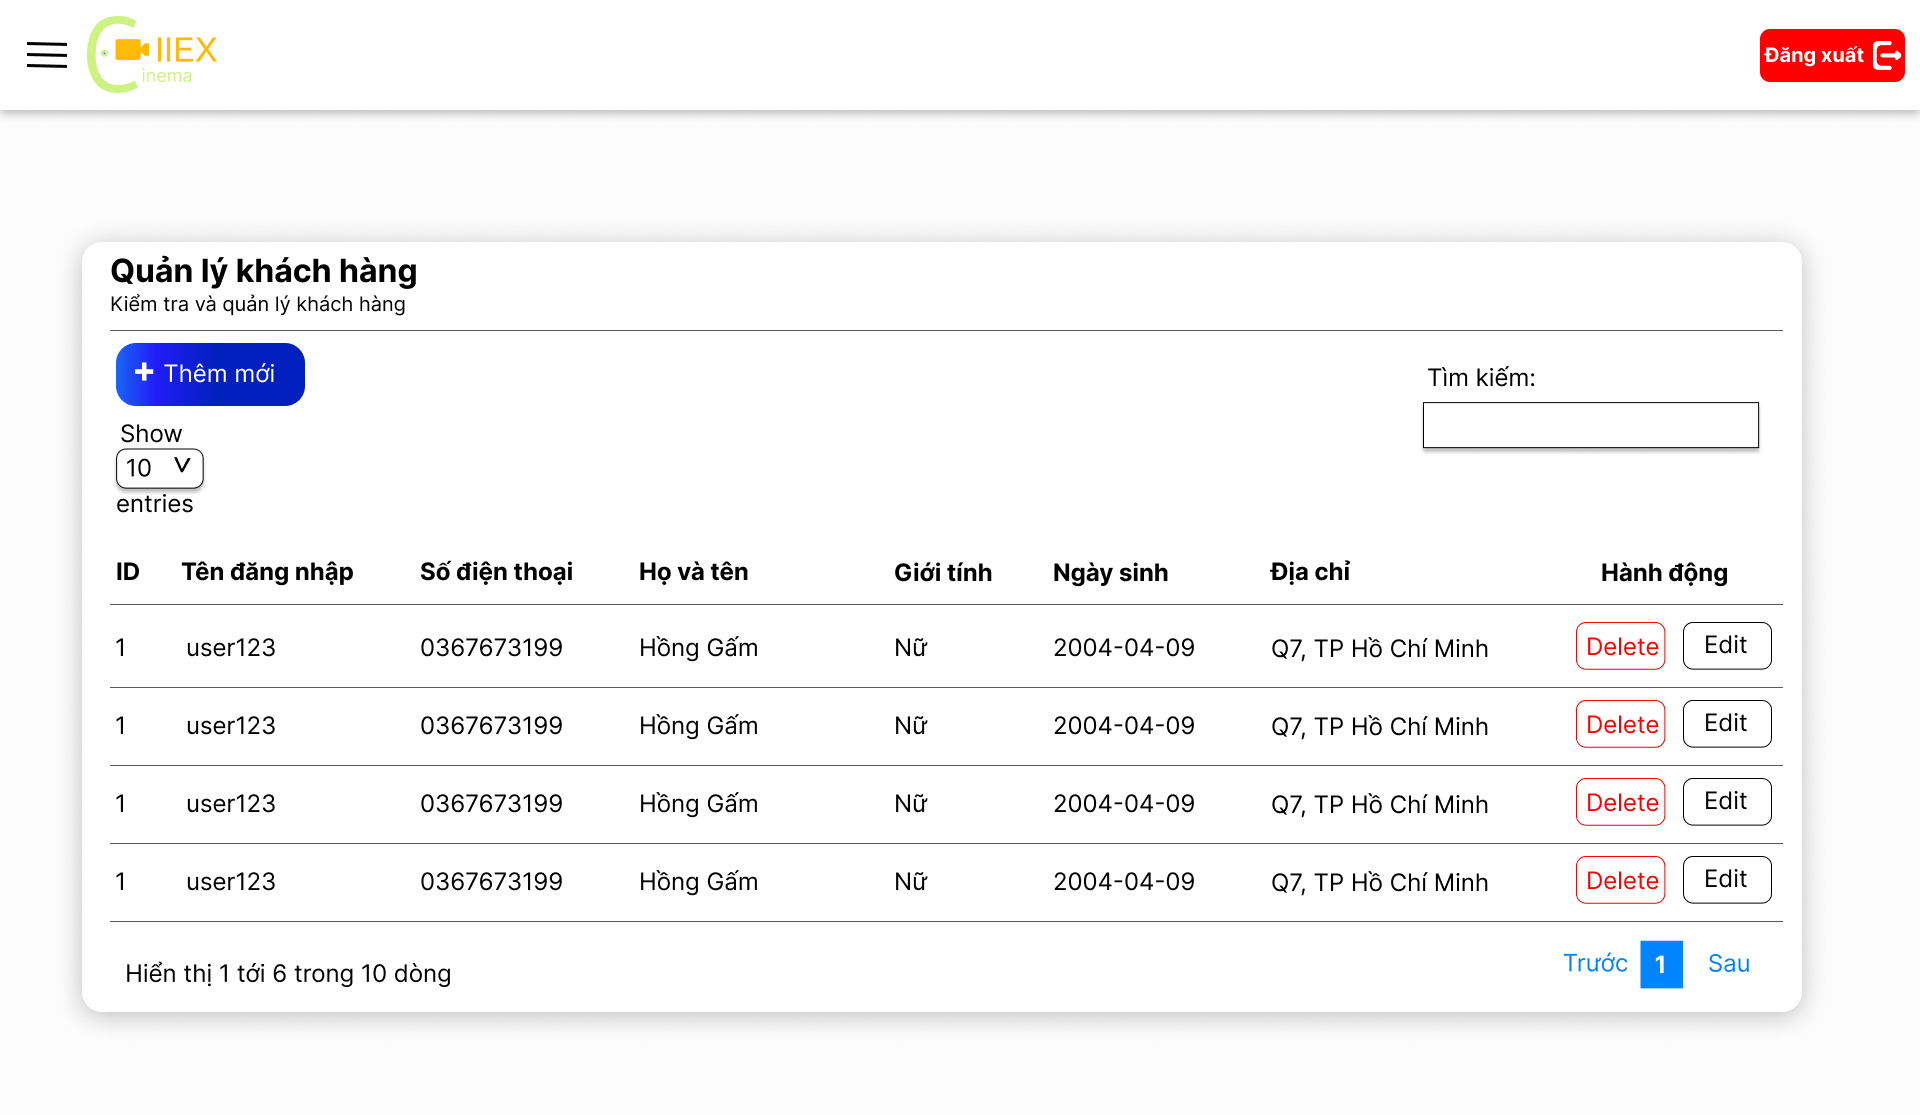 IIEX
inema
Đăng xuất
Quản lý khách hàng
Kiểm tra và quản lý khách hàng
+ Thêm mới
Tìm kiếm:
Show
10 V
entries
ID Tên đăng nhập Số điện thoại Họ và tên Giới tính Ngày sinh Địa chỉ Hành động
1 user123 0367673199 Hồng Gấm Nữ 2004-04-09 Q7, TP Hồ Chí Minh Delete Edit
1 user123 0367673199 Hồng Gấm Nữ 2004-04-09 Q7, TP Hồ Chí Minh Delete Edit
1 user123 0367673199 Hồng Gấm Nữ 2004-04-09 Q7, TP Hồ Chí Minh Delete Edit
1 user123 0367673199 Hồng Gấm Nữ 2004-04-09 Q7, TP Hồ Chí Minh Delete Edit
Hiển thị 1 tới 6 trong 10 dòng
Trước 1 Sau